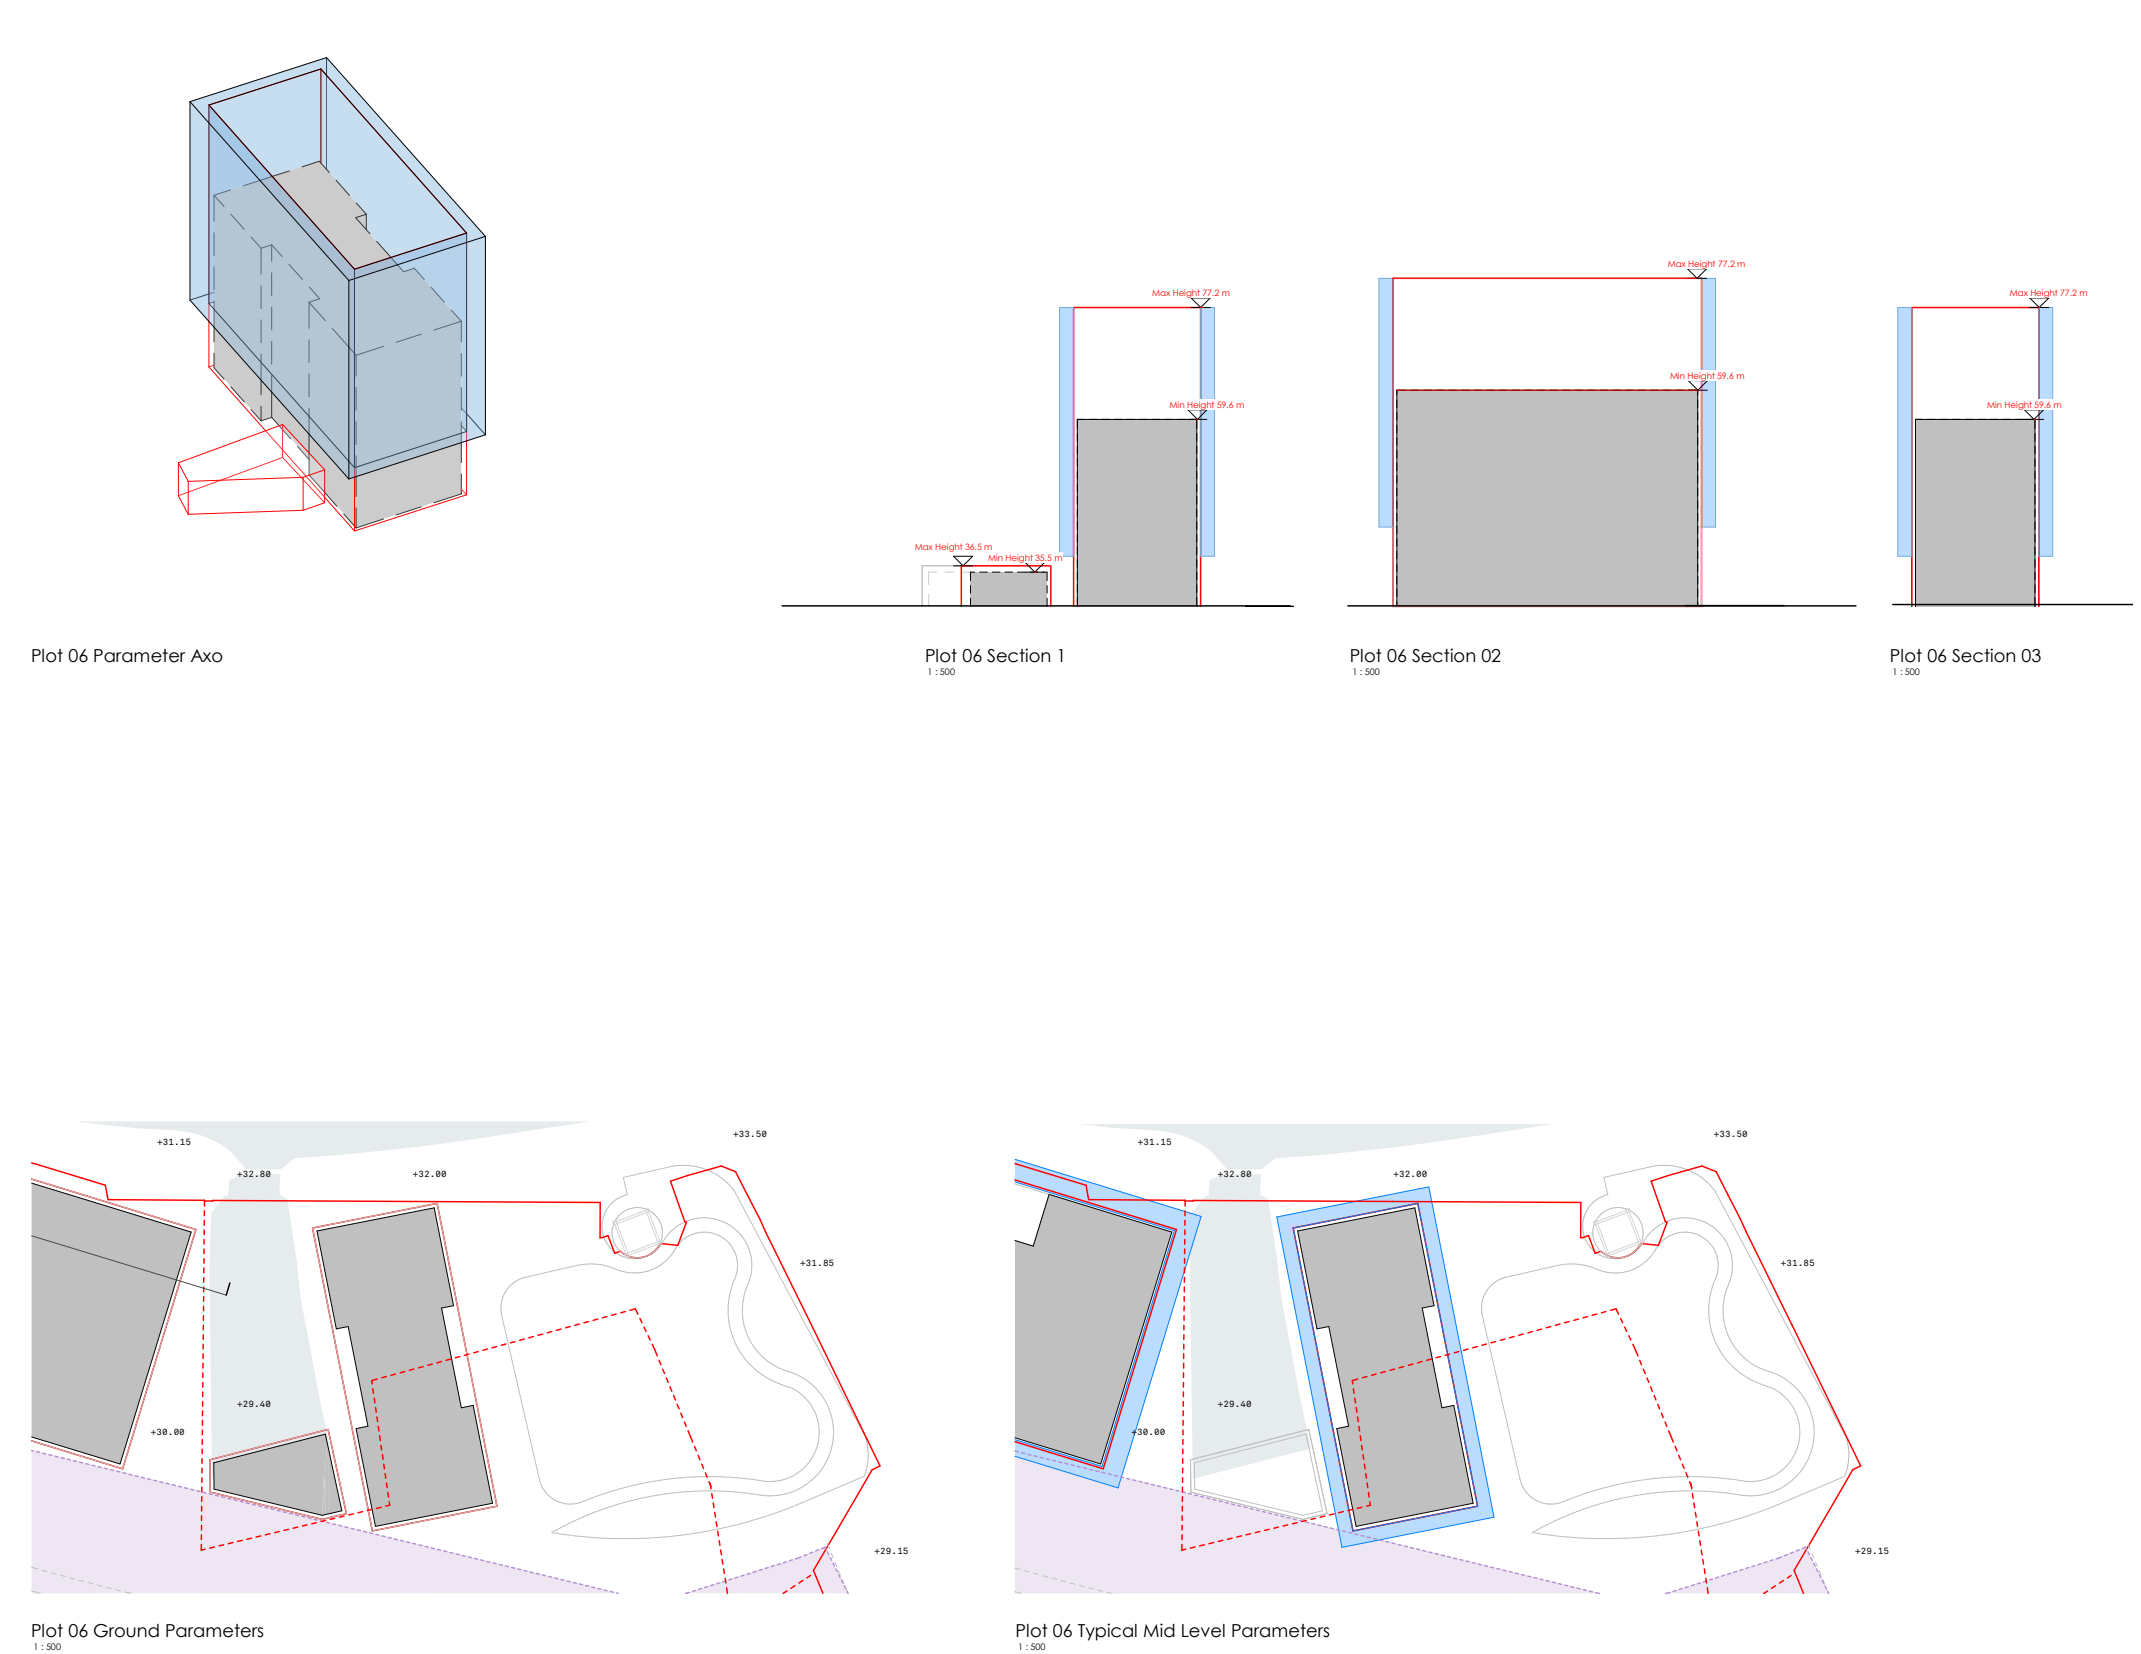 Max Height 77.2 m
Min Height 59.6 m
Max Height 36.5 m
Min Height 35.5 m
Max Height 77.2 m
Min Height 59.6 m
Max Height 77.2 m
Min Height 59.6 m
Plot 06 Parameter Axo
Plot 06 Section 1
1 : 500
Plot 06 Section 02
1 : 500
Plot 06 Section 03
1 : 500
+33.50
+31.15
+32.80
+32.00
+31.85
+29.40
+30.00
+29.15
Plot 06 Ground Parameters
1 : 500
+33.50
+31.15
+32.80
+32.00
+31.85
+29.40
+30.00
+29.15
Plot 06 Typical Mid Level Parameters
1 : 500